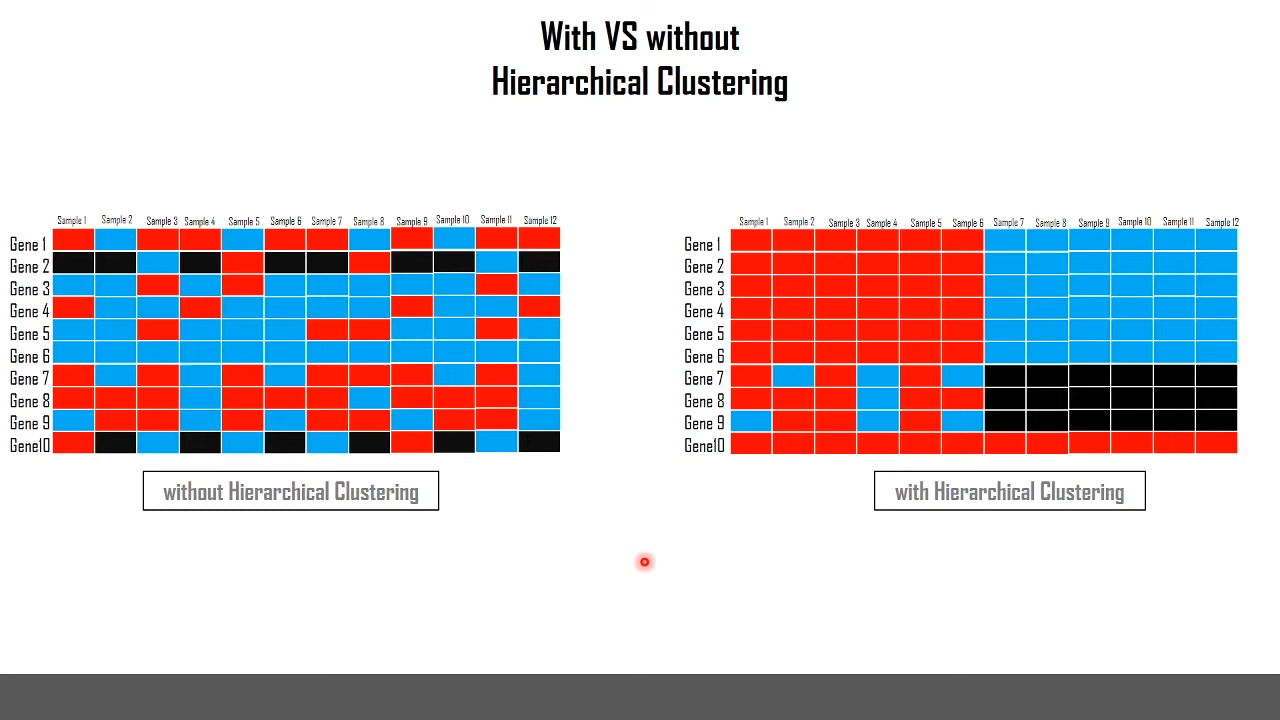 With VS without
Hierarchical Clustering
Sample 1 Sample 2 Sample 3 Sample 4 Sample 5 Sample 6 Sample 7 Sample 8 Sample 9 Sample 10 Sample 11 Sample 12
Gene 1
Gene 2
Gene 3
Gene 4
Gene 5
Gene 6
Gene 7
Gene 8
Gene 9
Gene10
without Hierarchical Clustering
Sample 1 Sample 2 Sample 3 Sample 4 Sample 5 Sample 6 Sample 7 Sample 8 Sample 9 Sample 10 Sample 11 Sample 12
Gene 1
Gene 2
Gene 3
Gene 4
Gene 5
Gene 6
Gene 7
Gene 8
Gene 9
Gene10
with Hierarchical Clustering